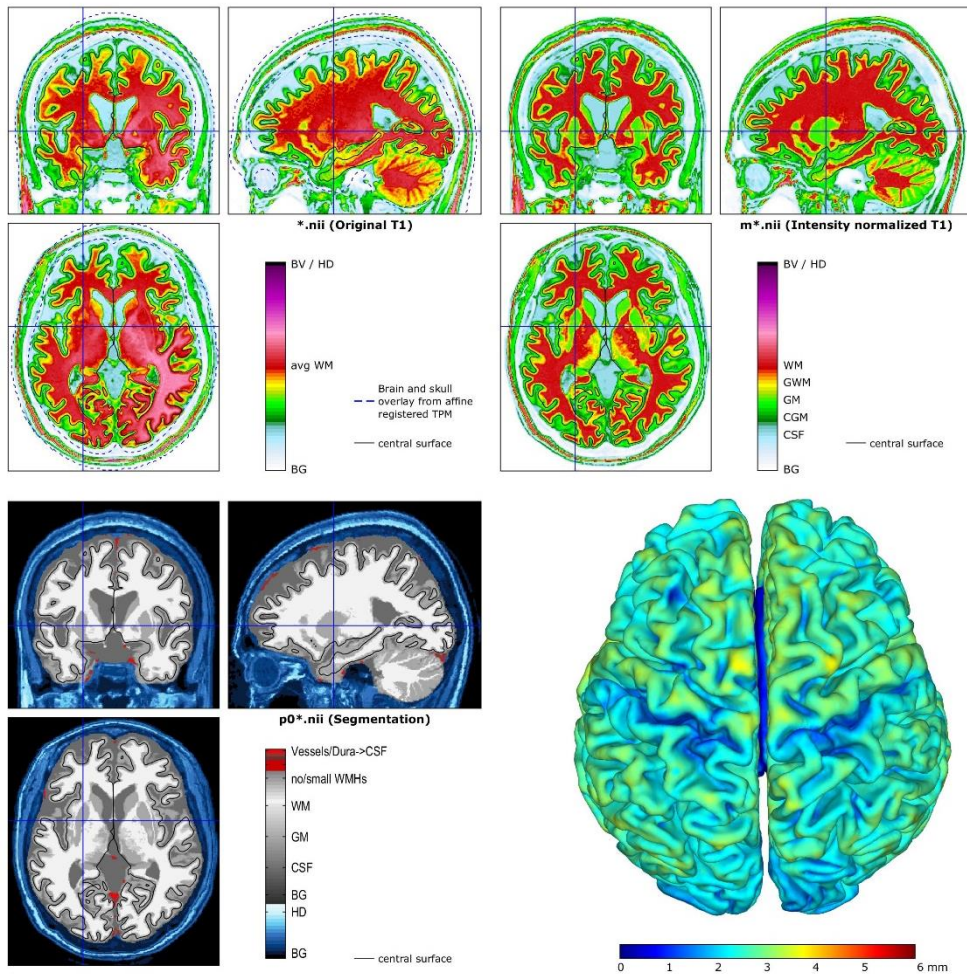 *.nii (Original T1)
BV / HD
avg WM
BG
Brain and skull
overlay from affine
registered TPM
central surface
m*.nii (Intensity normalized T1)
BV / HD
WM
GWM
GM
CGM
CSF
BG
central surface
p0*.nii (Segmentation)
Vessels/Dura->CSF
no/small WMHs
WM
GM
CSF
BG
HD
BG
central surface
0 1 2 3 4 5 6 mm